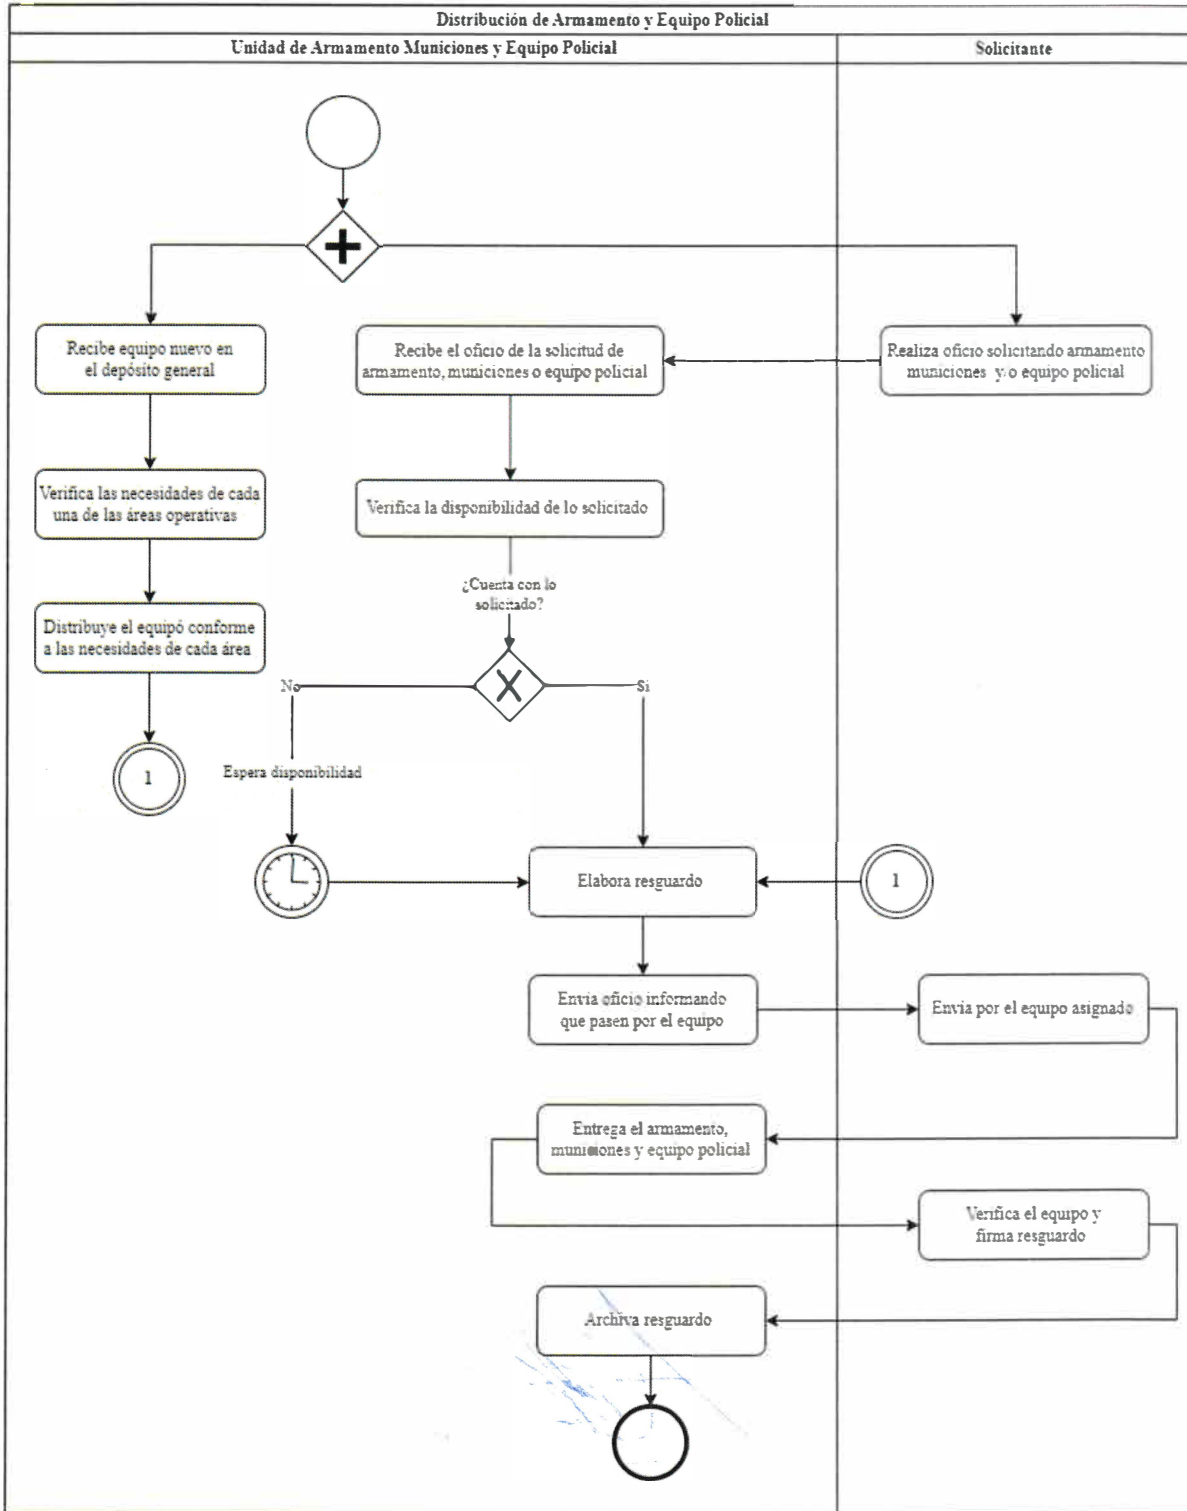 Distribución de Armamento y Equipo Policial
Unidad de Armamento Municiones y Equipo Policial
Solicitante
Recibe equipo nuevo en
el depósito general
Recibe el oficio de la solicitud de
armamento, municiones o equipo policial
Realiza oficio solicitando armamento
municiones y/o equipo policial
Verifica las necesidades de cada
una de las áreas operativas
Verifica la disponibilidad de lo solicitado
¿Cuenta con lo
solicitado?
Distribuye el equipó conforme
a las necesidades de cada área
No
Si
1
Espera disponibilidad
Elabora resguardo
1
Envia oficio informando
que pasen por el equipo
Envia por el equipo asignado
Entrega el armamento,
municiones y equipo policial
Verifica el equipo y
firma resguardo
Archiva resguardo